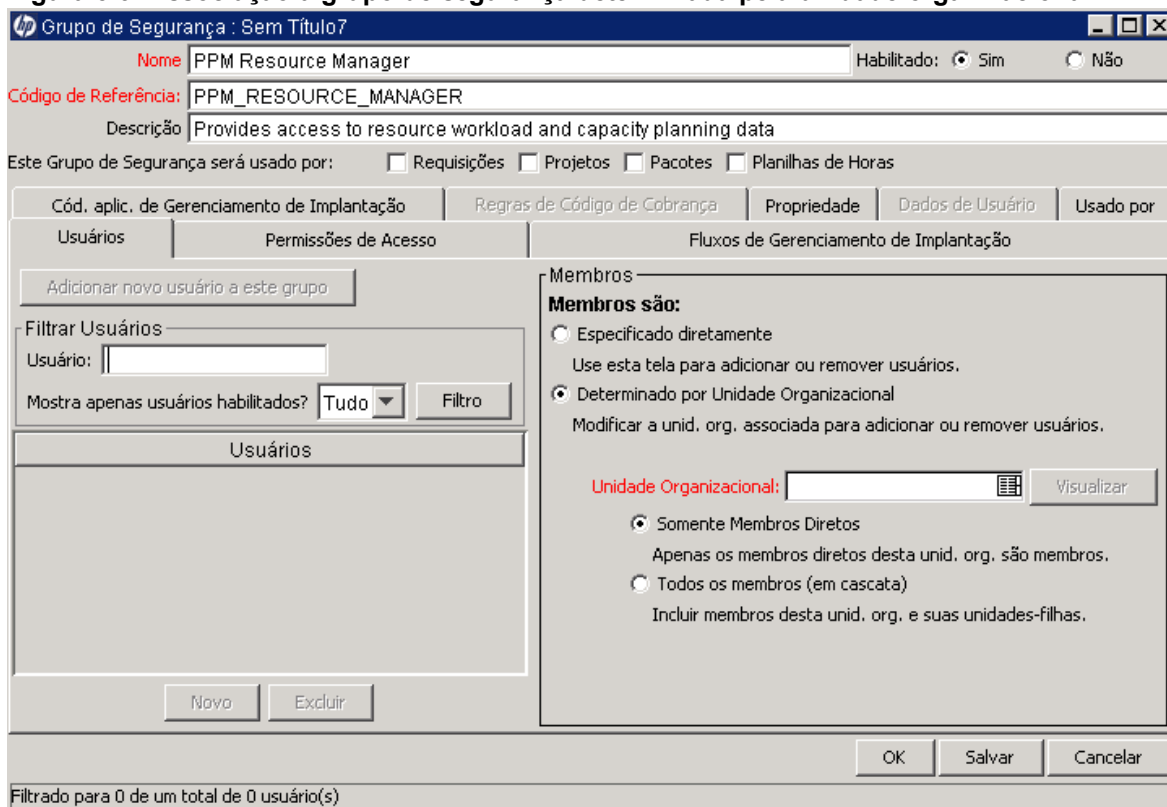 Grupo de Segurança : Sem Título7
Nome PPM Resource Manager Habilitado: Sim Não
Código de Referência: PPM_RESOURCE_MANAGER
Descrição Provides access to resource workload and capacity planning data
Este Grupo de Segurança será usado por: Requisições Projetos Pacotes Planilhas de Horas
Cód. aplic. de Gerenciamento de Implantação Regras de Código de Cobrança Propriedade Dados de Usuário Usado por
Usuários Permissões de Acesso Fluxos de Gerenciamento de Implantação
Adicionar novo usuário a este grupo
Filtrar Usuários
Usuário:
Mostra apenas usuários habilitados? Tudo Filtro
Usuários
Novo Excluir
Membros
Membros são:
Especificado diretamente
Use esta tela para adicionar ou remover usuários.
Determinado por Unidade Organizacional
Modificar a unid. org. associada para adicionar ou remover usuários.
Unidade Organizacional: Visualizar
Somente Membros Diretos
Apenas os membros diretos desta unid. org. são membros.
Todos os membros (em cascata)
Incluir membros desta unid. org. e suas unidades-filhas.
OK Salvar Cancelar
Filtrado para 0 de um total de 0 usuário(s)